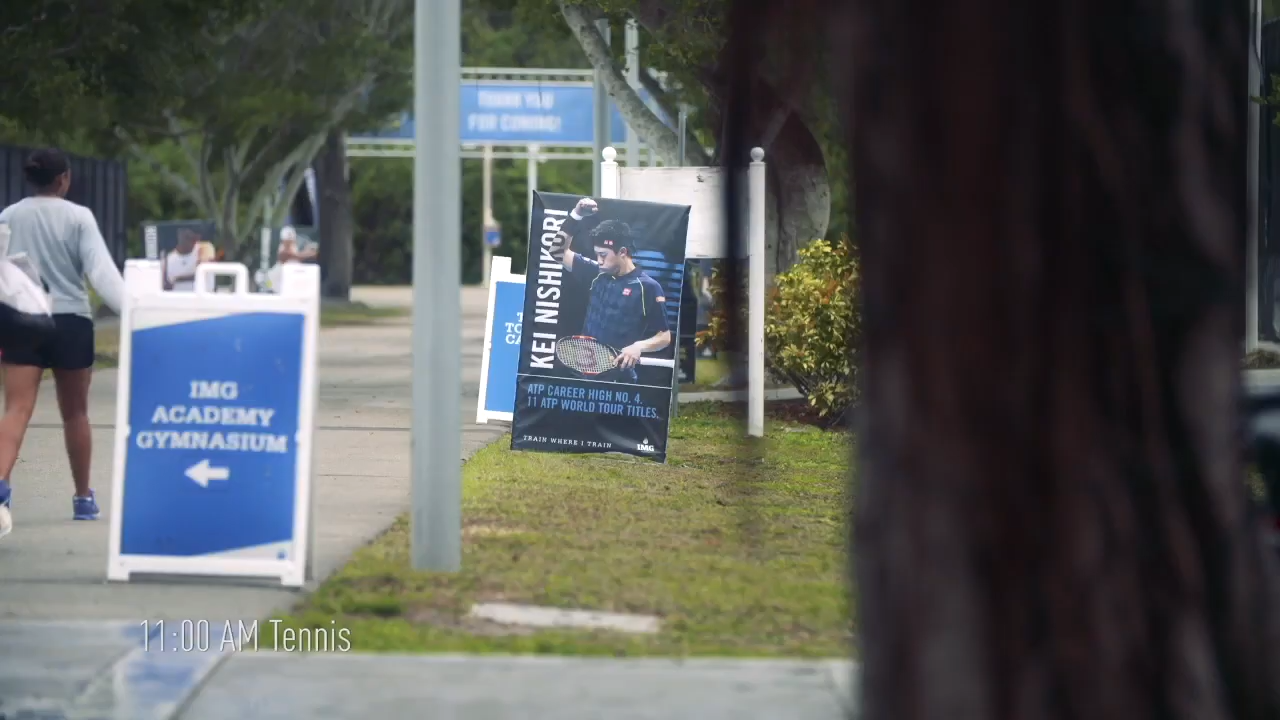 THANK YOU
FOR COMING!
KEI NISHIKORI
ATP CAREER HIGH NO. 4.
11 ATP WORLD TOUR TITLES.
TRAIN WHERE I TRAIN
IMG
IMG
ACADEMY
GYMNASIUM
11:00 AM Tennis